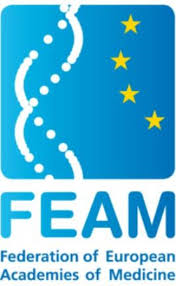 FEAM
Federation of European
Academies of Medicine